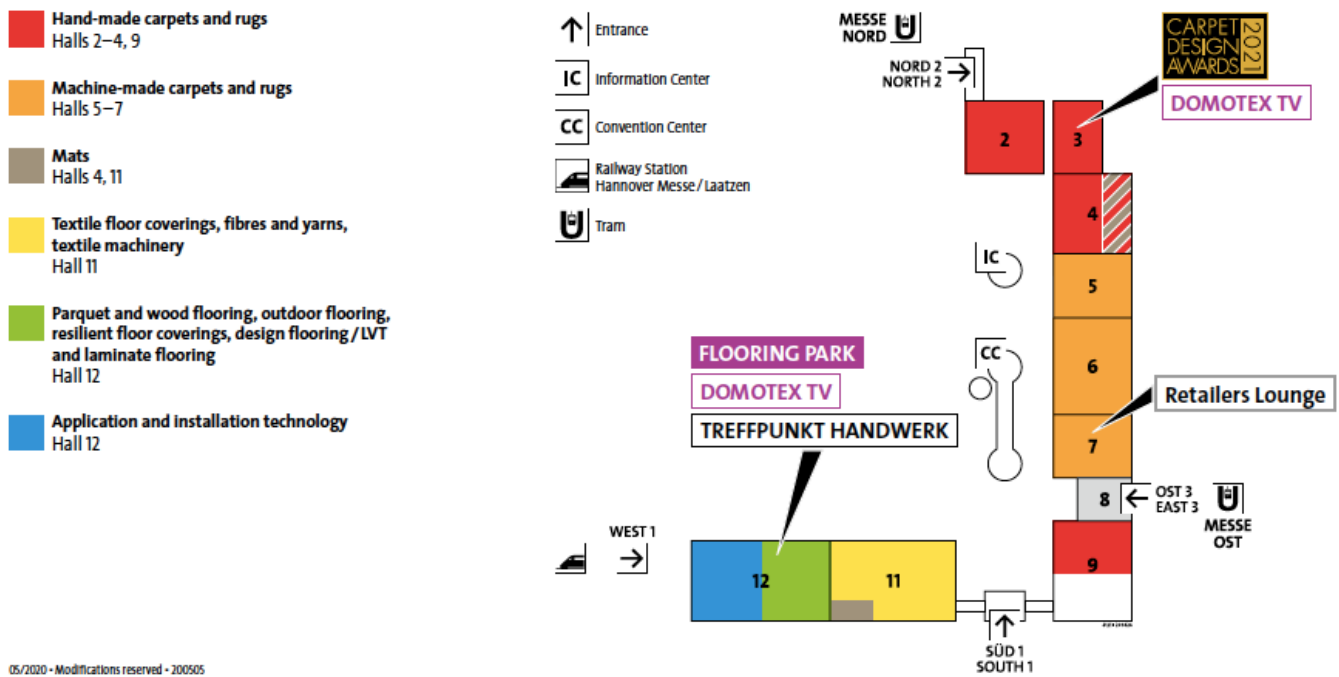 Hand-made carpets and rugs
Halls 2–4, 9
Machine-made carpets and rugs
Halls 5–7
Mats
Halls 4, 11
Textile floor coverings, fibres and yarns,
textile machinery
Hall 11
Parquet and wood flooring, outdoor flooring,
resilient floor coverings, design flooring/LVT
and laminate flooring
Hall 12
Application and installation technology
Hall 12
Entrance
IC
Information Center
CC
Convention Center
Railway Station
Hannover Messe/Laatzen
U
Tram
MESSE
NORD
U
NORD 2
NORTH 2
CARPET
DESIGN
AWARDS
2021
DOMOTEX TV
2
3
4
IC
5
CC
6
FLOORING PARK
DOMOTEX TV
TREFFPUNKT HANDWERK
Retailers Lounge
7
8
OST 3
EAST 3
U
MESSE
OST
WEST 1
9
12
11
SÜD 1
SOUTH 1
05/2020 • Modifications reserved • 200505